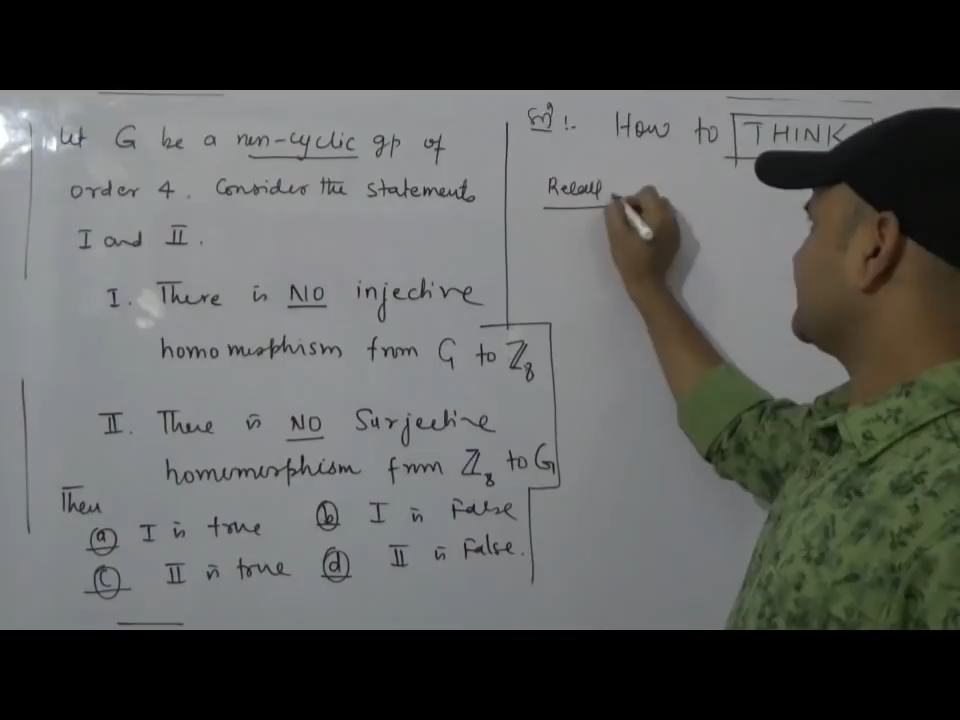 Let G be a non-cyclic gp of
order 4. Consider the statements
I and II.
I. There is NO injective
homomorphism from G to ℤ₈
II. There is NO Surjective
homomorphism from ℤ₈ to G
Then
(a) I is true (b) I is False
(c) II is true (d) II is False.
Solⁿ :- How to THINK
Recall